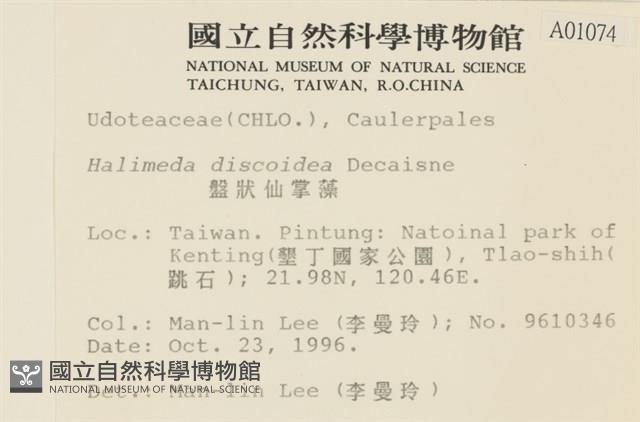 國立自然科學博物館
A01074
NATIONAL MUSEUM OF NATURAL SCIENCE
TAICHUNG, TAIWAN, R.O.CHINA
Udoteaceae(CHLO.), Caulerpales
Halimeda discoidea Decaisne
盤狀仙掌藻
Loc.: Taiwan. Pintung: Natoinal park of
Kenting(墾丁國家公園), Tlao-shih(
跳石); 21.98N, 120.46E.
Col.: Man-lin Lee (李曼玲); No. 9610346
Date: Oct. 23, 1996.
國立自然科學博物館
NATIONAL MUSEUM OF NATURAL SCIENCE
Det.: Man-lin Lee (李曼玲)